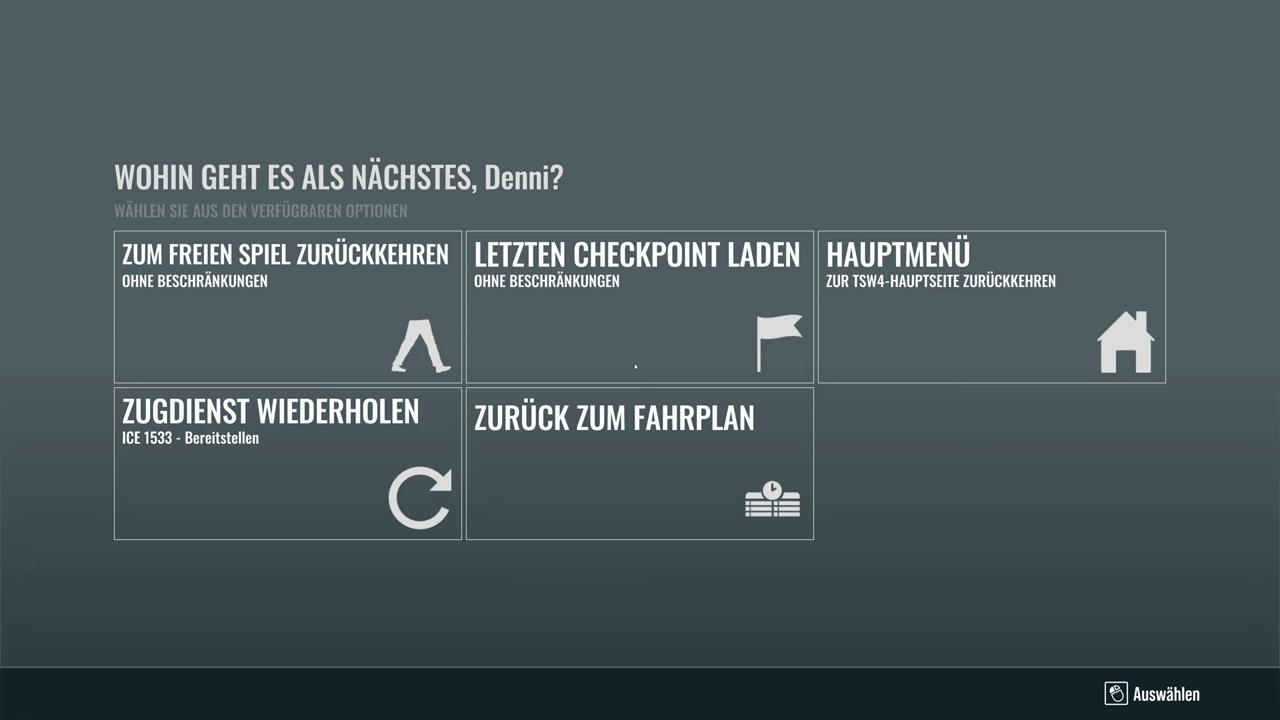 WOHIN GEHT ES ALS NÄCHSTES, Denni?
WÄHLEN SIE AUS DEN VERFÜGBAREN OPTIONEN
ZUM FREIEN SPIEL ZURÜCKKEHREN
OHNE BESCHRÄNKUNGEN
LETZTEN CHECKPOINT LADEN
OHNE BESCHRÄNKUNGEN
HAUPTMENÜ
ZUR TSW4-HAUPTSEITE ZURÜCKKEHREN
ZUGDIENST WIEDERHOLEN
ICE 1533 - Bereitstellen
ZURÜCK ZUM FAHRPLAN
Auswählen